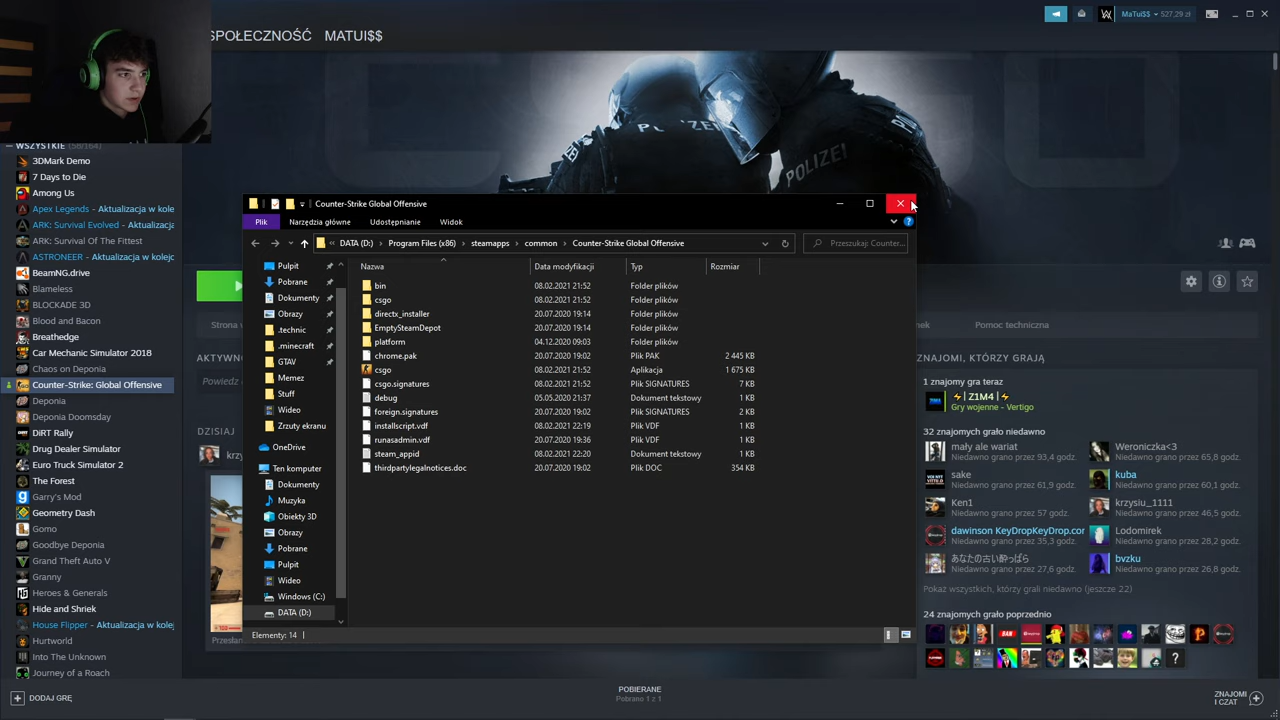 MaTui$$ 527,29 zł
SPOŁECZNOŚĆ MATUI$$
POLIZEI
POLIZEI
WSZYSTKIE (58/164)
3DMark Demo
7 Days to Die
Among Us
Apex Legends - Aktualizacja w kole
ARK: Survival Evolved - Aktualizacja
ARK: Survival Of The Fittest
ASTRONEER - Aktualizacja w kolej
BeamNG.drive
Blameless
BLOCKADE 3D
Blood and Bacon
Breathedge
Car Mechanic Simulator 2018
Chaos on Deponia
Counter-Strike: Global Offensive
Deponia
Deponia Doomsday
DiRT Rally
Drug Dealer Simulator
Euro Truck Simulator 2
The Forest
Garry's Mod
Geometry Dash
Gomo
Goodbye Deponia
Grand Theft Auto V
Granny
Heroes & Generals
Hide and Shriek
House Flipper - Aktualizacja w kolej
Hurtworld
Into The Unknown
Journey of a Roach
DODAJ GRĘ
Strona w
AKTYWN
Powiedz
DZISIAJ
krzy
Przesłan
Counter-Strike Global Offensive
Plik Narzędzia główne Udostępnianie Widok
DATA (D:) Program Files (x86) steamapps common Counter-Strike Global Offensive Przeszukaj: Counter...
Pulpit
Pobrane
Dokumenty
Obrazy
.technic
.minecraft
GTAV
Memez
Stuff
Wideo
Zrzuty ekranu
OneDrive
Ten komputer
Dokumenty
Muzyka
Obiekty 3D
Obrazy
Pobrane
Pulpit
Wideo
Windows (C:)
DATA (D:)
Nazwa Data modyfikacji Typ Rozmiar
bin 08.02.2021 21:52 Folder plików
csgo 08.02.2021 21:52 Folder plików
directx_installer 20.07.2020 19:14 Folder plików
EmptySteamDepot 20.07.2020 19:14 Folder plików
platform 04.12.2020 09:03 Folder plików
chrome.pak 20.07.2020 19:02 Plik PAK 2 445 KB
csgo 08.02.2021 21:52 Aplikacja 1 675 KB
csgo.signatures 08.02.2021 21:52 Plik SIGNATURES 7 KB
debug 05.05.2020 21:37 Dokument tekstowy 1 KB
foreign.signatures 20.07.2020 19:02 Plik SIGNATURES 2 KB
installscript.vdf 08.02.2021 22:19 Plik VDF 1 KB
runasadmin.vdf 20.07.2020 19:36 Plik VDF 1 KB
steam_appid 08.02.2021 22:20 Dokument tekstowy 1 KB
thirdpartylegalnotices.doc 20.07.2020 19:02 Plik DOC 354 KB
Elementy: 14
nek Pomoc techniczna
ZNAJOMI, KTÓRZY GRAJĄ
1 znajomy gra teraz
⚡| Z1M4 |⚡
Gry wojenne - Vertigo
32 znajomych grało niedawno
mały ale wariat
Niedawno grano przez 93,4 godz.
Weroniczka<3
Niedawno grano przez 65,8 godz.
sake
Niedawno grano przez 61,9 godz.
kuba
Niedawno grano przez 60,1 godz.
Ken1
Niedawno grano przez 57 godz.
krzysiu_1111
Niedawno grano przez 46,5 godz.
dawinson KeyDropKeyDrop.cor
Niedawno grano przez 35,3 godz.
Lodomirek
Niedawno grano przez 28,2 godz.
あなたの古い酔っぱら
Niedawno grano przez 27,6 godz.
bvzku
Niedawno grano przez 26,8 godz.
Pokaż wszystkich, którzy grali niedawno (jeszcze 22)
24 znajomych grało poprzednio
POBIERANE
Pobrano 1 z 1
ZNAJOMI
I CZAT